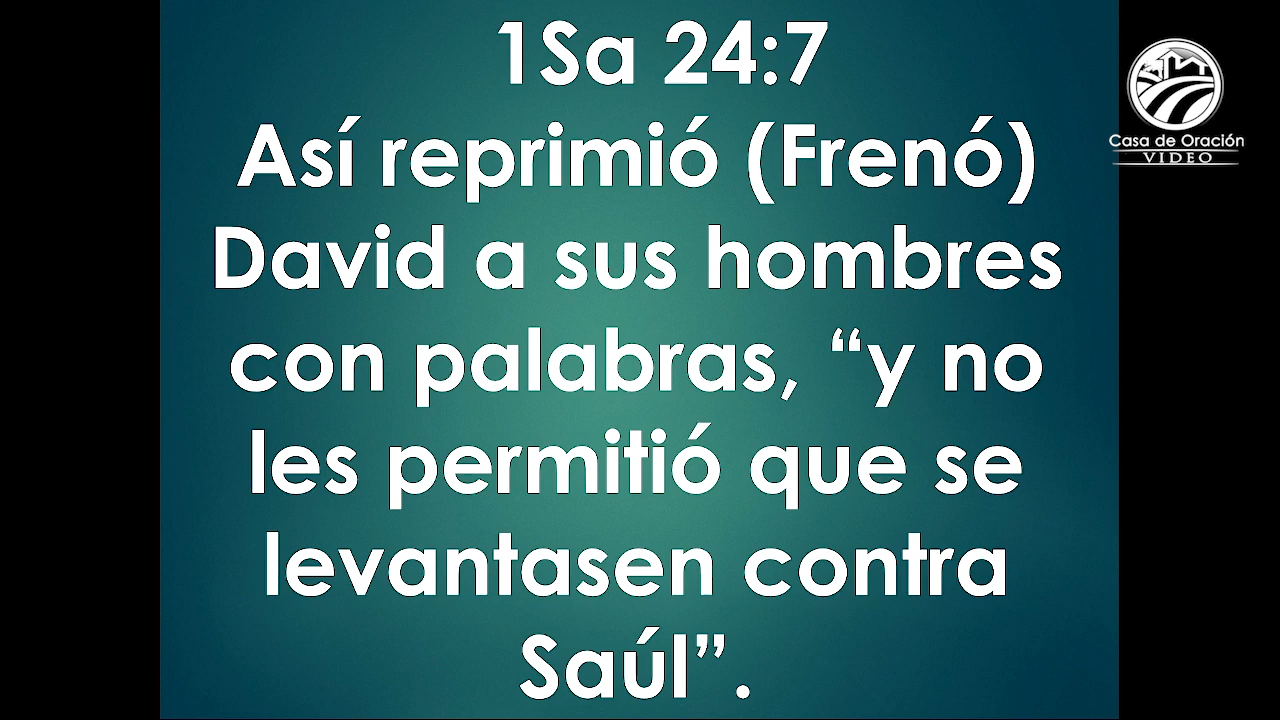 1Sa 24:7
Así reprimió (Frenó)
David a sus hombres
con palabras, “y no
les permitió que se
levantasen contra
Saúl”.
Casa de Oración
VIDEO